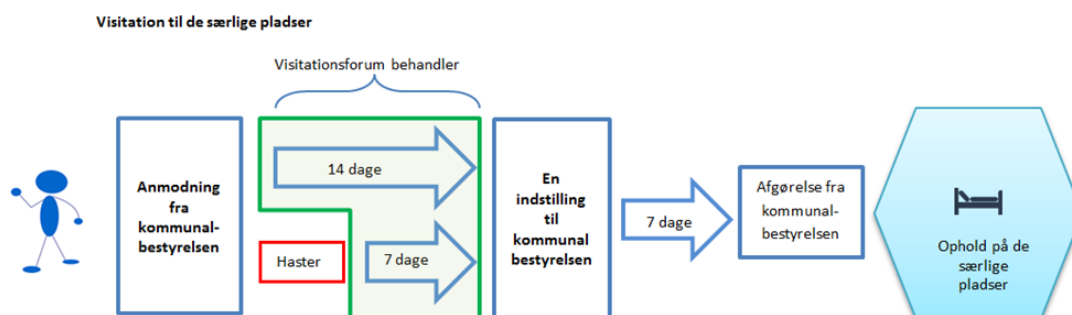 Visitation til de særlige pladser
Visitationsforum behandler
Anmodning
fra
kommunal-
bestyrelsen
14 dage
Haster
7 dage
En
indstilling
til
kommunal
bestyrelsen
7 dage
Afgørelse fra
kommunal-
bestyrelsen
Ophold på de
særlige
pladser